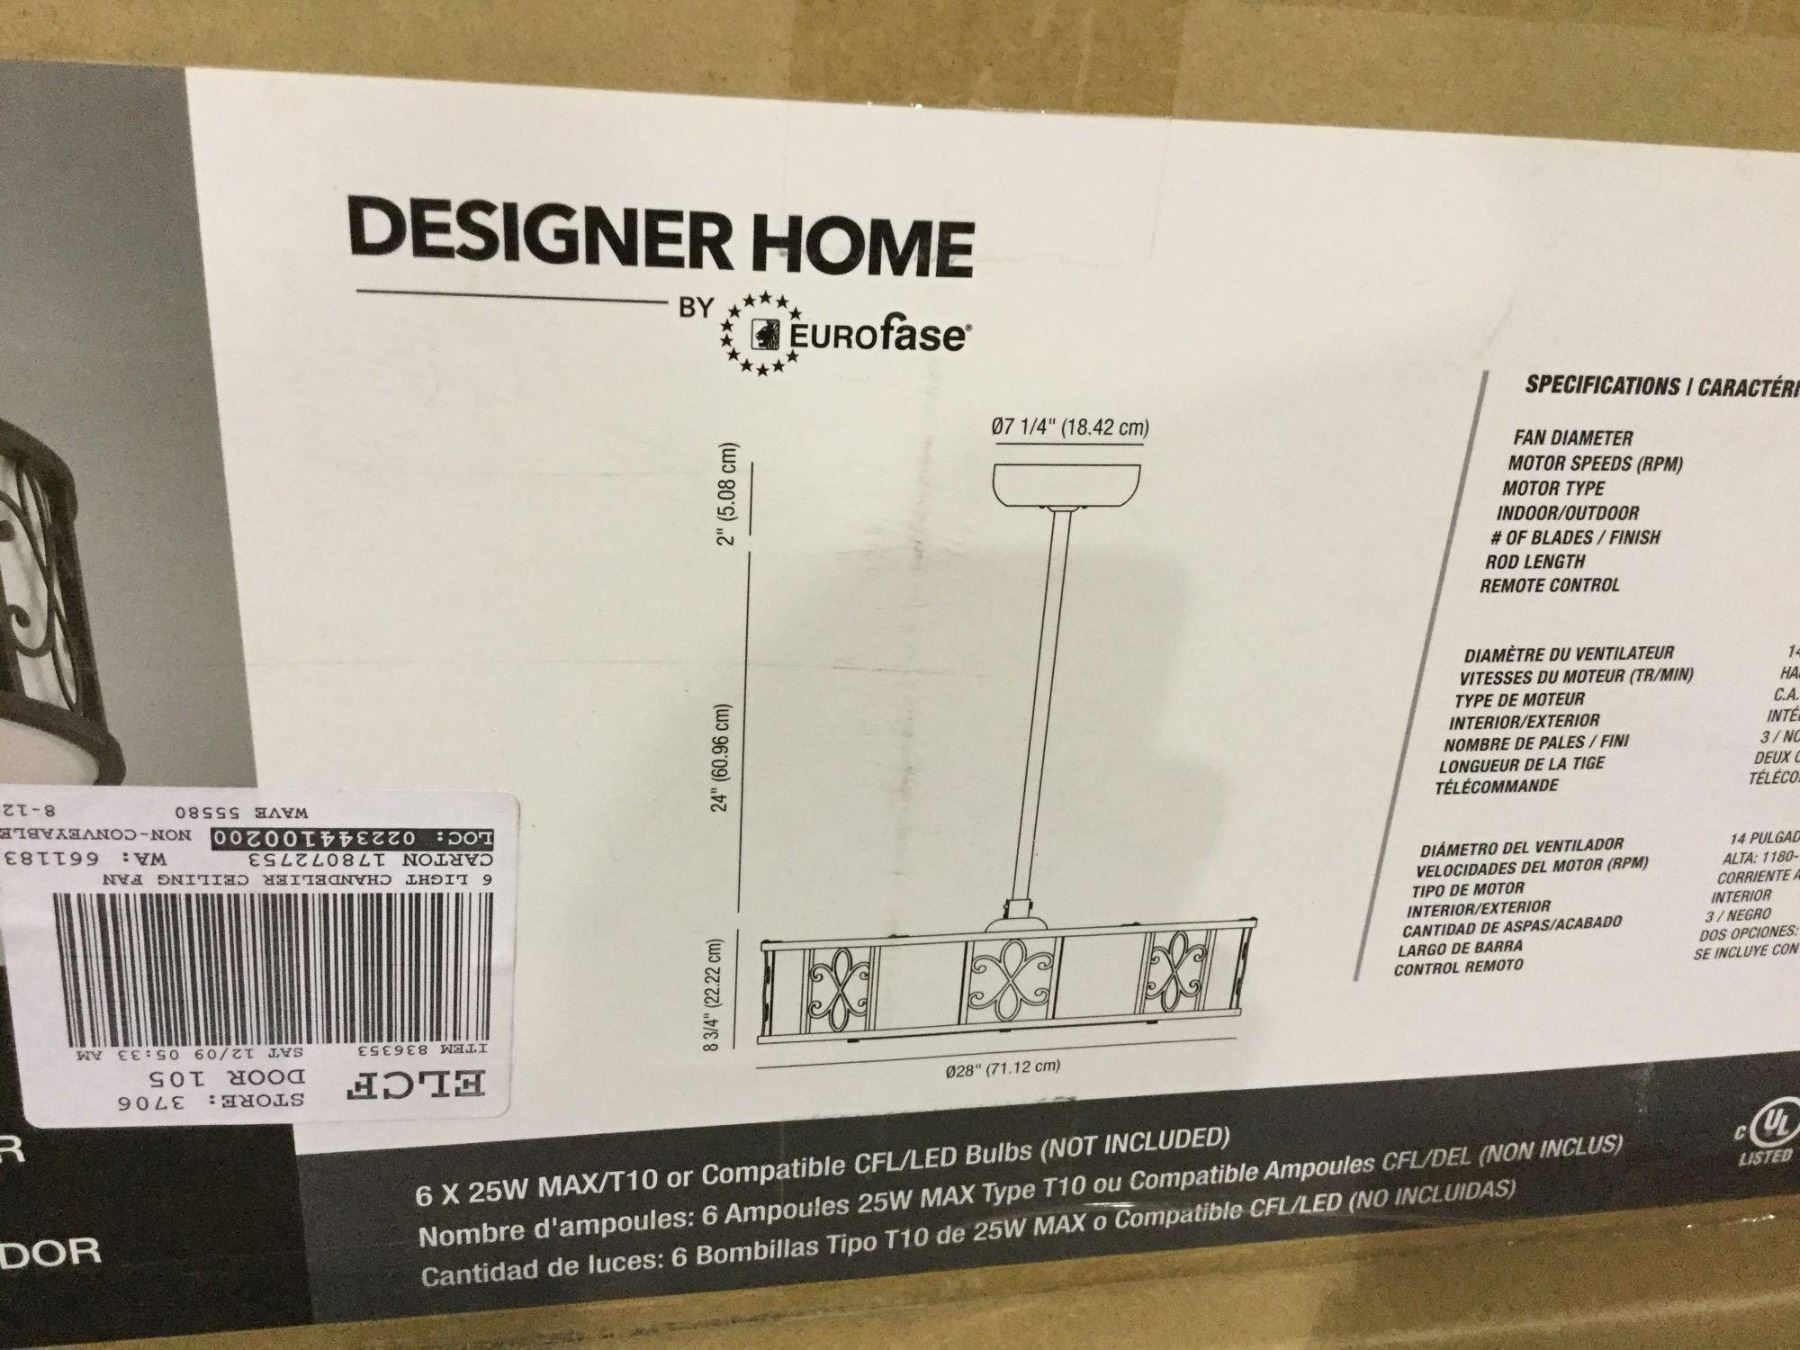 DESIGNER HOME
BY EUROfase®
Ø7 1/4" (18.42 cm)
2" (5.08 cm)
24" (60.96 cm)
8 3/4" (22.22 cm)
Ø28" (71.12 cm)
SPECIFICATIONS / CARACTÉRI
FAN DIAMETER
MOTOR SPEEDS (RPM)
MOTOR TYPE
INDOOR/OUTDOOR
# OF BLADES / FINISH
ROD LENGTH
REMOTE CONTROL
DIAMÈTRE DU VENTILATEUR 14
VITESSES DU MOTEUR (TR/MIN) HA
TYPE DE MOTEUR C.A.
INTERIOR/EXTERIOR INTÉ
NOMBRE DE PALES / FINI 3 / NO
LONGUEUR DE LA TIGE DEUX
TÉLÉCOMMANDE TÉLÉCO
DIÁMETRO DEL VENTILADOR 14 PULGAD
VELOCIDADES DEL MOTOR (RPM) ALTA: 1180-
TIPO DE MOTOR CORRIENTE A
INTERIOR/EXTERIOR INTERIOR
CANTIDAD DE ASPAS/ACABADO 3 / NEGRO
LARGO DE BARRA DOS OPCIONES:
CONTROL REMOTO SE INCLUYE CON
ELCF STORE: 3706
DOOR 105
ITEM 836353 SAT 12/09 05:33 AM
6 LIGHT CHANDELIER CEILING FAN
CARTON 178072753 WA: 661183
LOC: 022344100200 NON-CONVEYABLE
WAVE 55580 8-12
R
DOR
6 X 25W MAX/T10 or Compatible CFL/LED Bulbs (NOT INCLUDED)
Nombre d'ampoules: 6 Ampoules 25W MAX Type T10 ou Compatible Ampoules CFL/DEL (NON INCLUS)
Cantidad de luces: 6 Bombillas Tipo T10 de 25W MAX o Compatible CFL/LED (NO INCLUIDAS)
C UL
LISTED